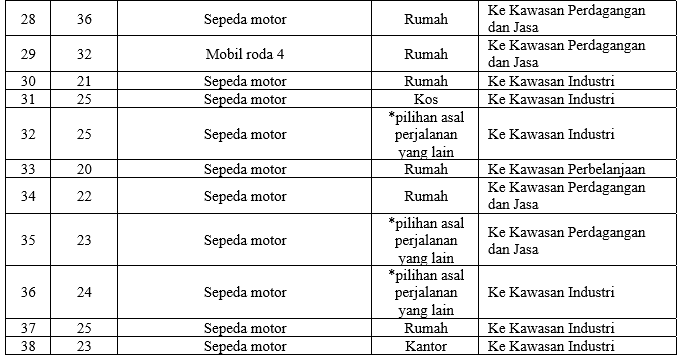 28 36 Sepeda motor Rumah Ke Kawasan Perdagangan
dan Jasa
29 32 Mobil roda 4 Rumah Ke Kawasan Perdagangan
dan Jasa
30 21 Sepeda motor Rumah Ke Kawasan Industri
31 25 Sepeda motor Kos Ke Kawasan Industri
32 25 Sepeda motor *pilihan asal
perjalanan
yang lain Ke Kawasan Industri
33 20 Sepeda motor Rumah Ke Kawasan Perbelanjaan
34 22 Sepeda motor Rumah Ke Kawasan Perdagangan
dan Jasa
35 23 Sepeda motor *pilihan asal
perjalanan
yang lain Ke Kawasan Perdagangan
dan Jasa
36 24 Sepeda motor *pilihan asal
perjalanan
yang lain Ke Kawasan Industri
37 25 Sepeda motor Rumah Ke Kawasan Industri
38 23 Sepeda motor Kantor Ke Kawasan Industri